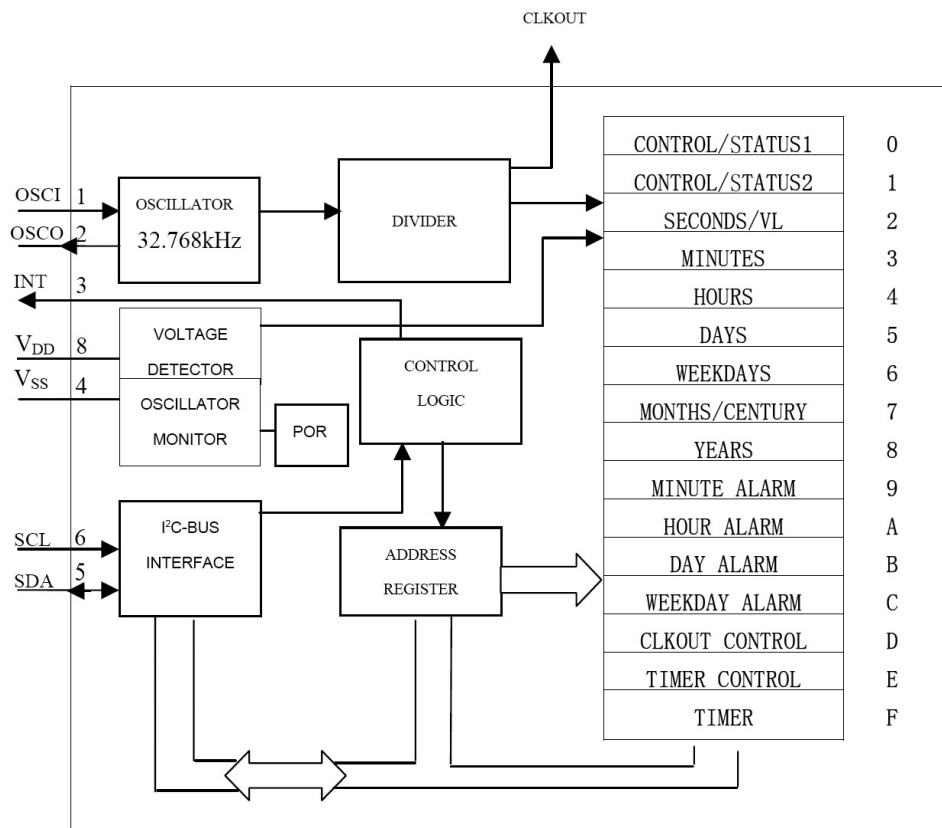 CLKOUT
CONTROL/STATUS1 0
CONTROL/STATUS2 1
SECONDS/VL 2
MINUTES 3
HOURS 4
DAYS 5
WEEKDAYS 6
MONTHS/CENTURY 7
YEARS 8
MINUTE ALARM 9
HOUR ALARM A
DAY ALARM B
WEEKDAY ALARM C
CLKOUT CONTROL D
TIMER CONTROL E
TIMER F
OSCI 1
OSCO 2
OSCILLATOR
32.768kHz
DIVIDER
INT 3
VDD 8
VSS 4
VOLTAGE
DETECTOR
OSCILLATOR
MONITOR
POR
CONTROL
LOGIC
SCL 6
SDA 5
I²C-BUS
INTERFACE
ADDRESS
REGISTER